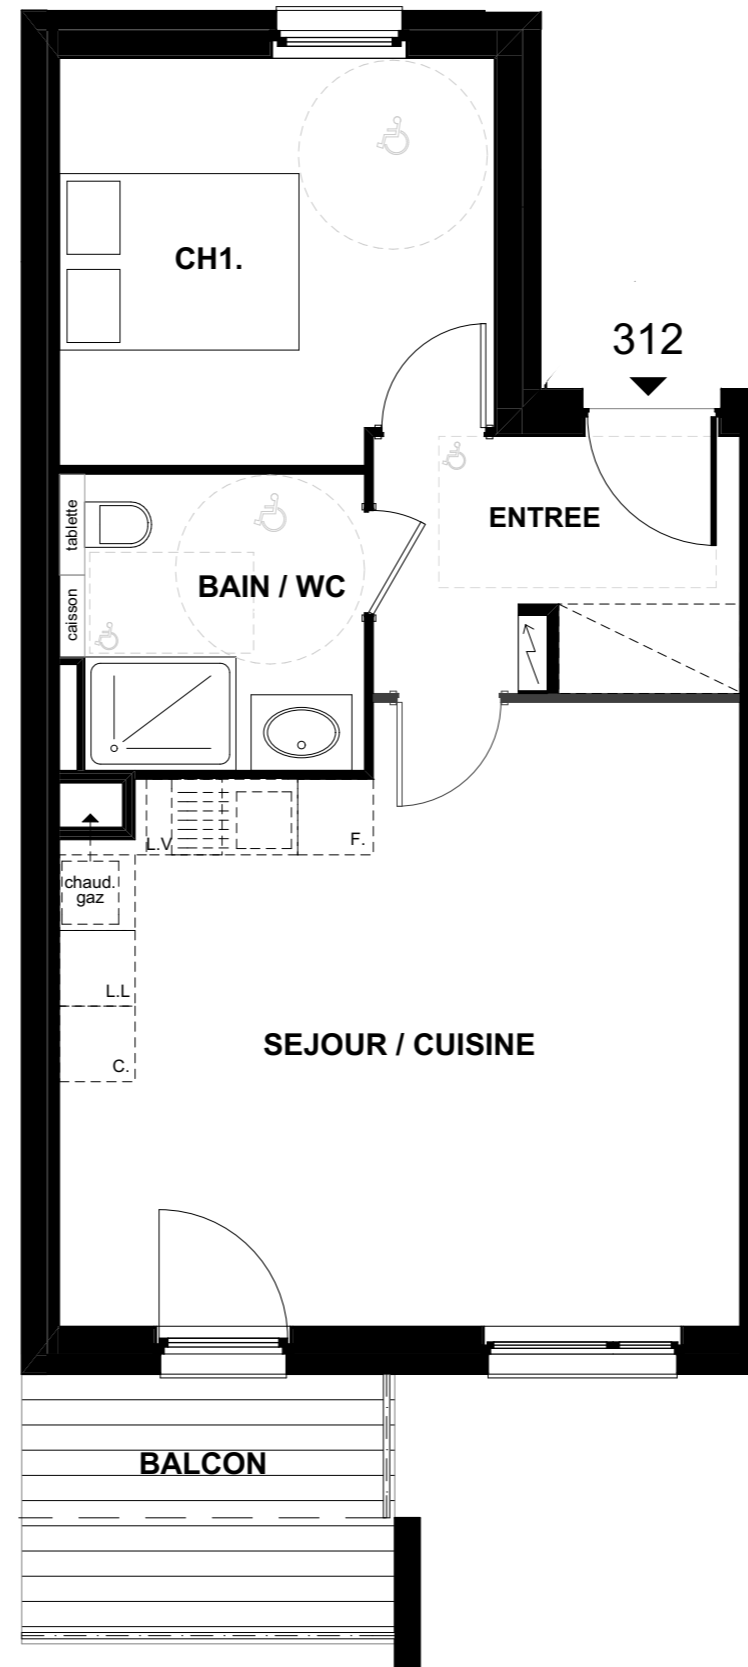 CH1.
312
ENTREE
tablette
BAIN / WC
caisson
L.V
F.
chaud.
gaz
L.L
C.
SEJOUR / CUISINE
BALCON